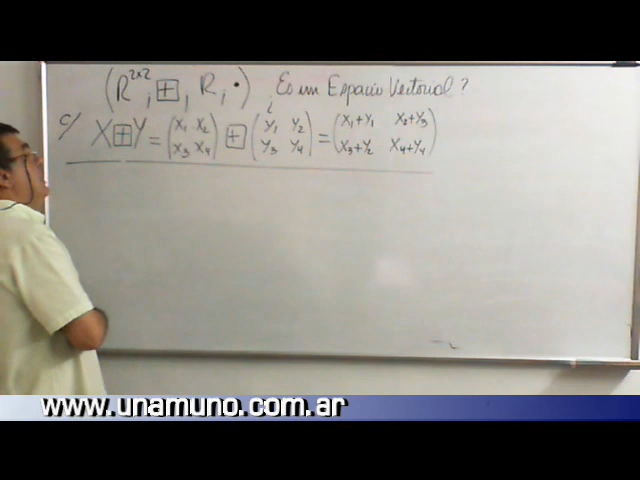 (R^{2x2}; ⊞; R; •) ¿Es un Espacio Vectorial?
c/ X ⊞ Y = (X₁ X₂ X₃ X₄) ⊞ (Y₁ Y₂ Y₃ Y₄) = (X₁+Y₁ X₂+Y₃ X₃+Y₂ X₄+Y₄)
www.unamuno.com.ar